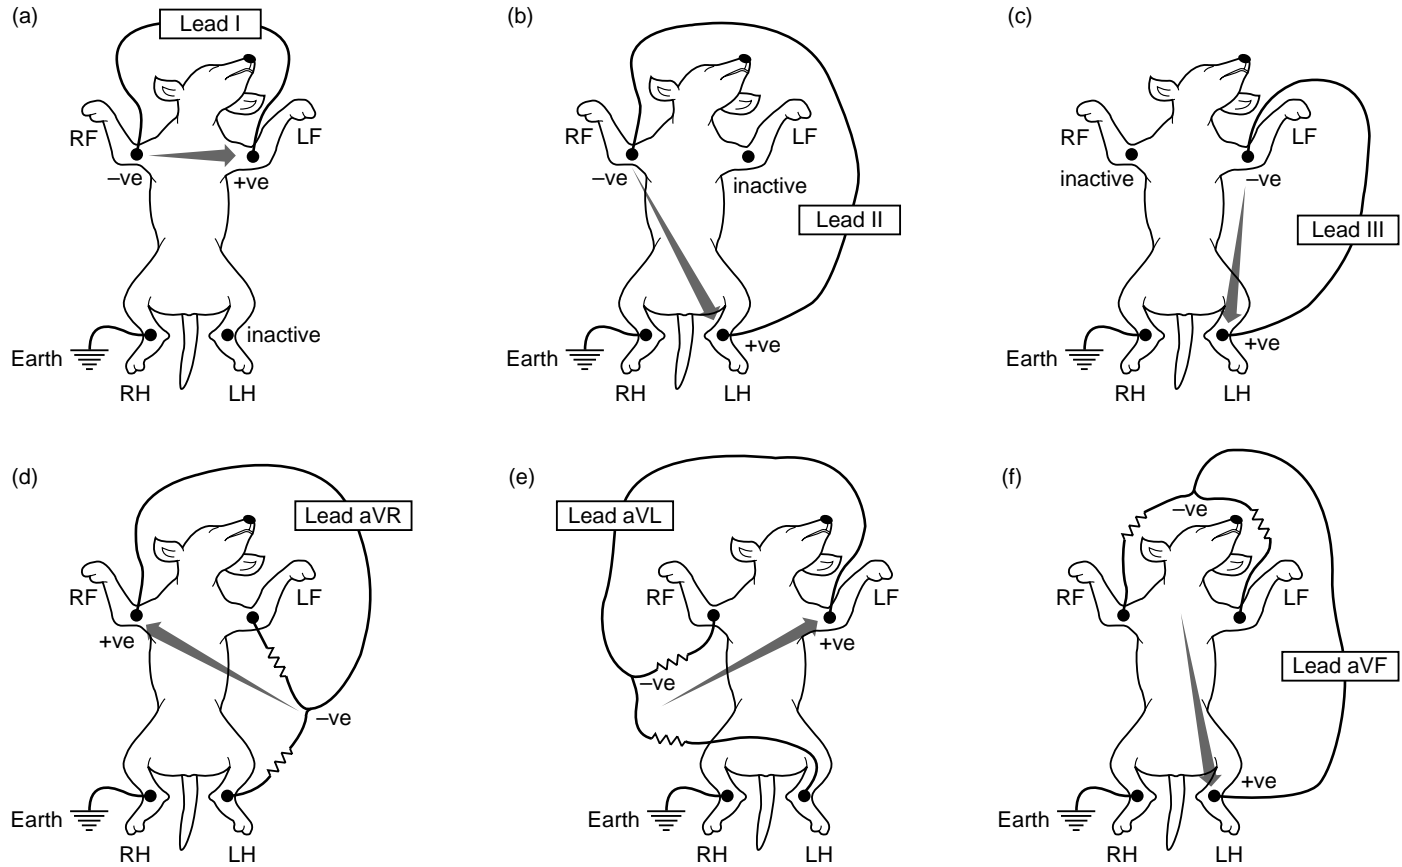 (a)
Lead I
RF
LF
–ve
+ve
inactive
Earth
RH
LH
(b)
RF
LF
–ve
inactive
Lead II
+ve
Earth
RH
LH
(c)
RF
LF
inactive
–ve
Lead III
+ve
Earth
RH
LH
(d)
Lead aVR
RF
LF
+ve
–ve
Earth
RH
LH
(e)
Lead aVL
RF
LF
+ve
–ve
Earth
RH
LH
(f)
–ve
RF
LF
Lead aVF
+ve
Earth
RH
LH